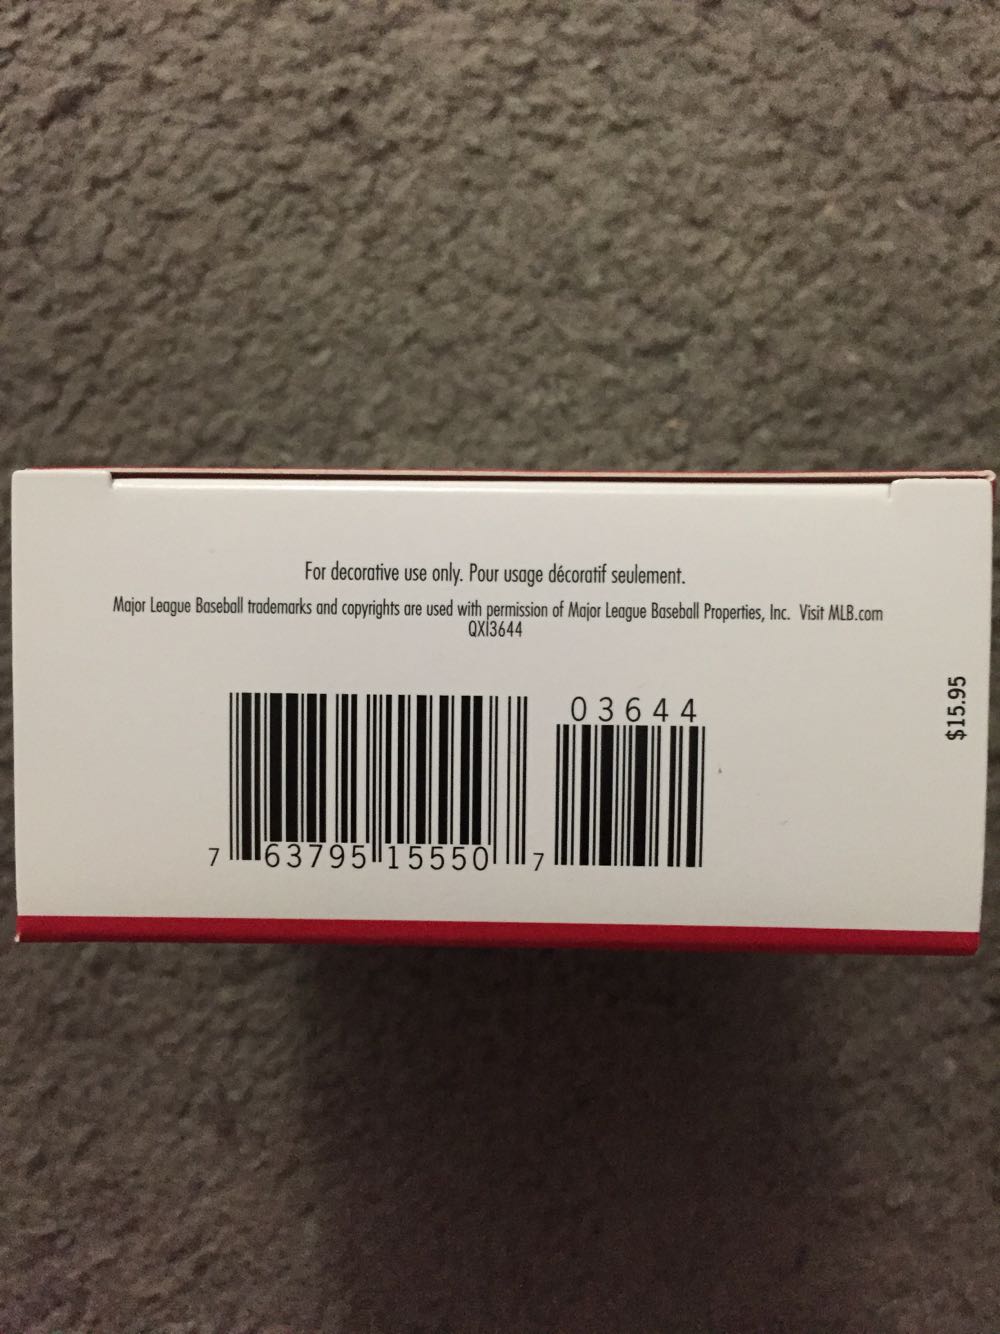 For decorative use only. Pour usage décoratif seulement.
Major League Baseball trademarks and copyrights are used with permission of Major League Baseball Properties, Inc. Visit MLB.com
QXI3644
03644
7 63795 15550 7
$15.95